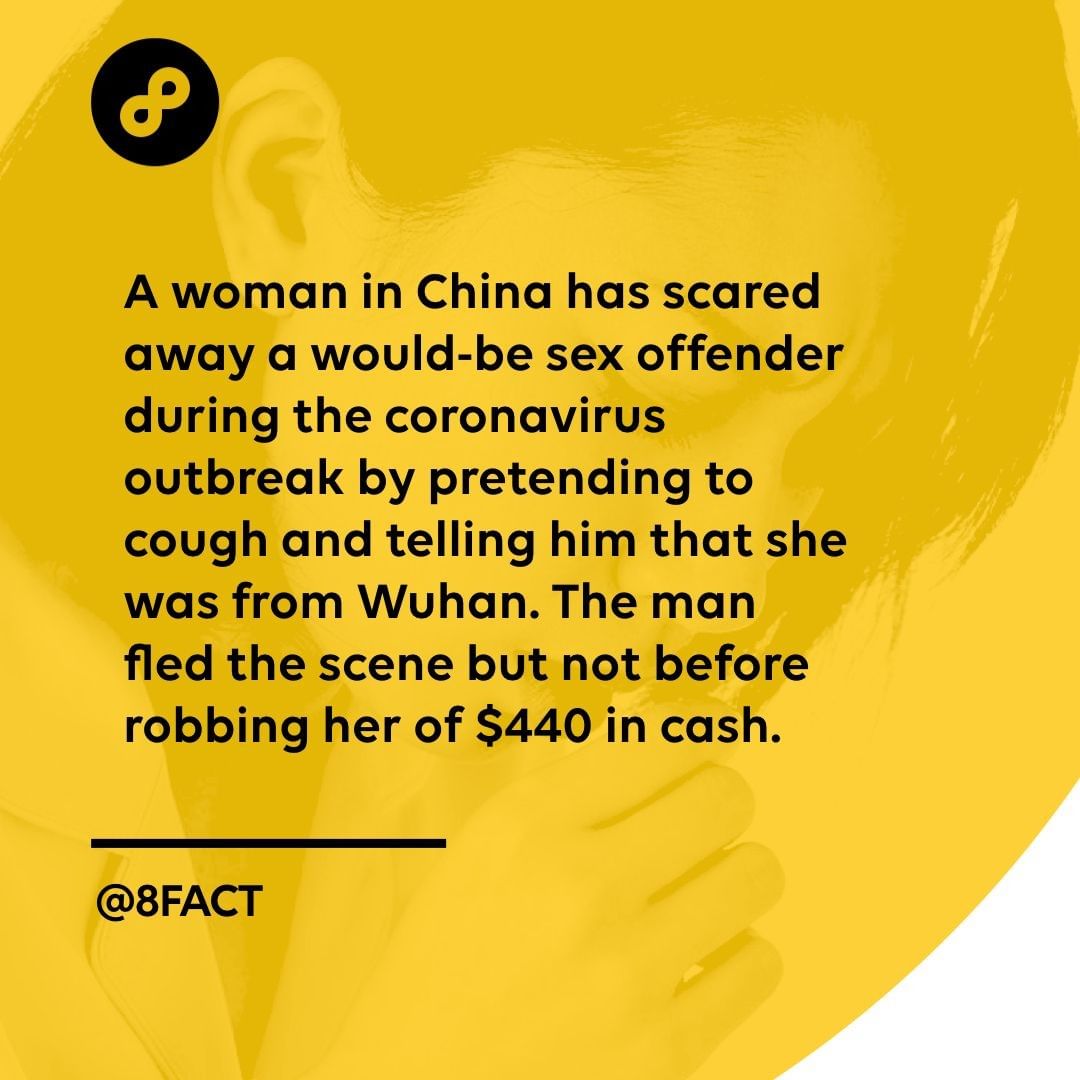 A woman in China has scared
away a would-be sex offender
during the coronavirus
outbreak by pretending to
cough and telling him that she
was from Wuhan. The man
fled the scene but not before
robbing her of $440 in cash.
@8FACT